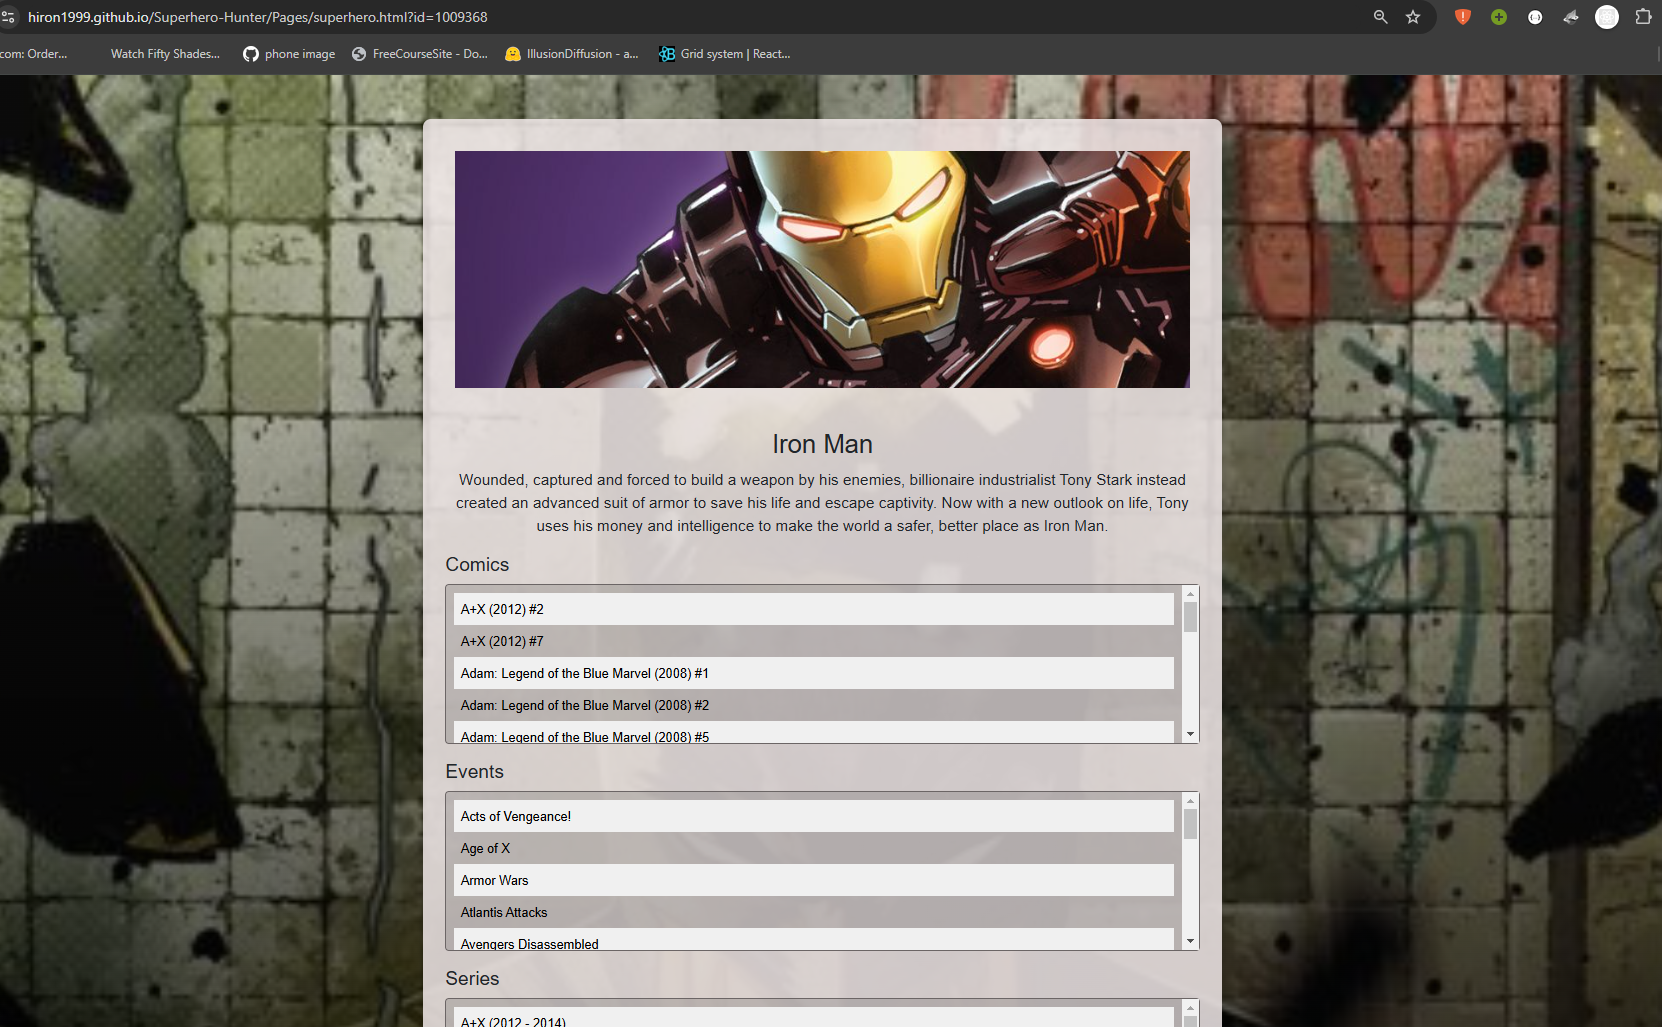 hiron1999.github.io/Superhero-Hunter/Pages/superhero.html?id=1009368
com: Order...
Watch Fifty Shades...
phone image
FreeCourseSite - Do...
IllusionDiffusion - a...
Grid system | React...
Iron Man
Wounded, captured and forced to build a weapon by his enemies, billionaire industrialist Tony Stark instead
created an advanced suit of armor to save his life and escape captivity. Now with a new outlook on life, Tony
uses his money and intelligence to make the world a safer, better place as Iron Man.
Comics
A+X (2012) #2
A+X (2012) #7
Adam: Legend of the Blue Marvel (2008) #1
Adam: Legend of the Blue Marvel (2008) #2
Adam: Legend of the Blue Marvel (2008) #5
Events
Acts of Vengeance!
Age of X
Armor Wars
Atlantis Attacks
Avengers Disassembled
Series
A+X (2012 - 2014)